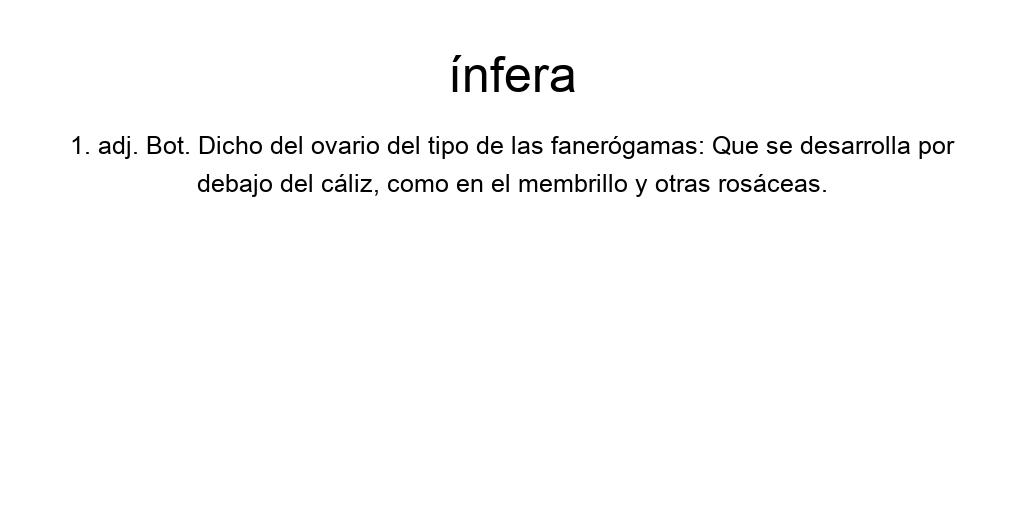 ínfera
1. adj. Bot. Dicho del ovario del tipo de las fanerógamas: Que se desarrolla por
debajo del cáliz, como en el membrillo y otras rosáceas.